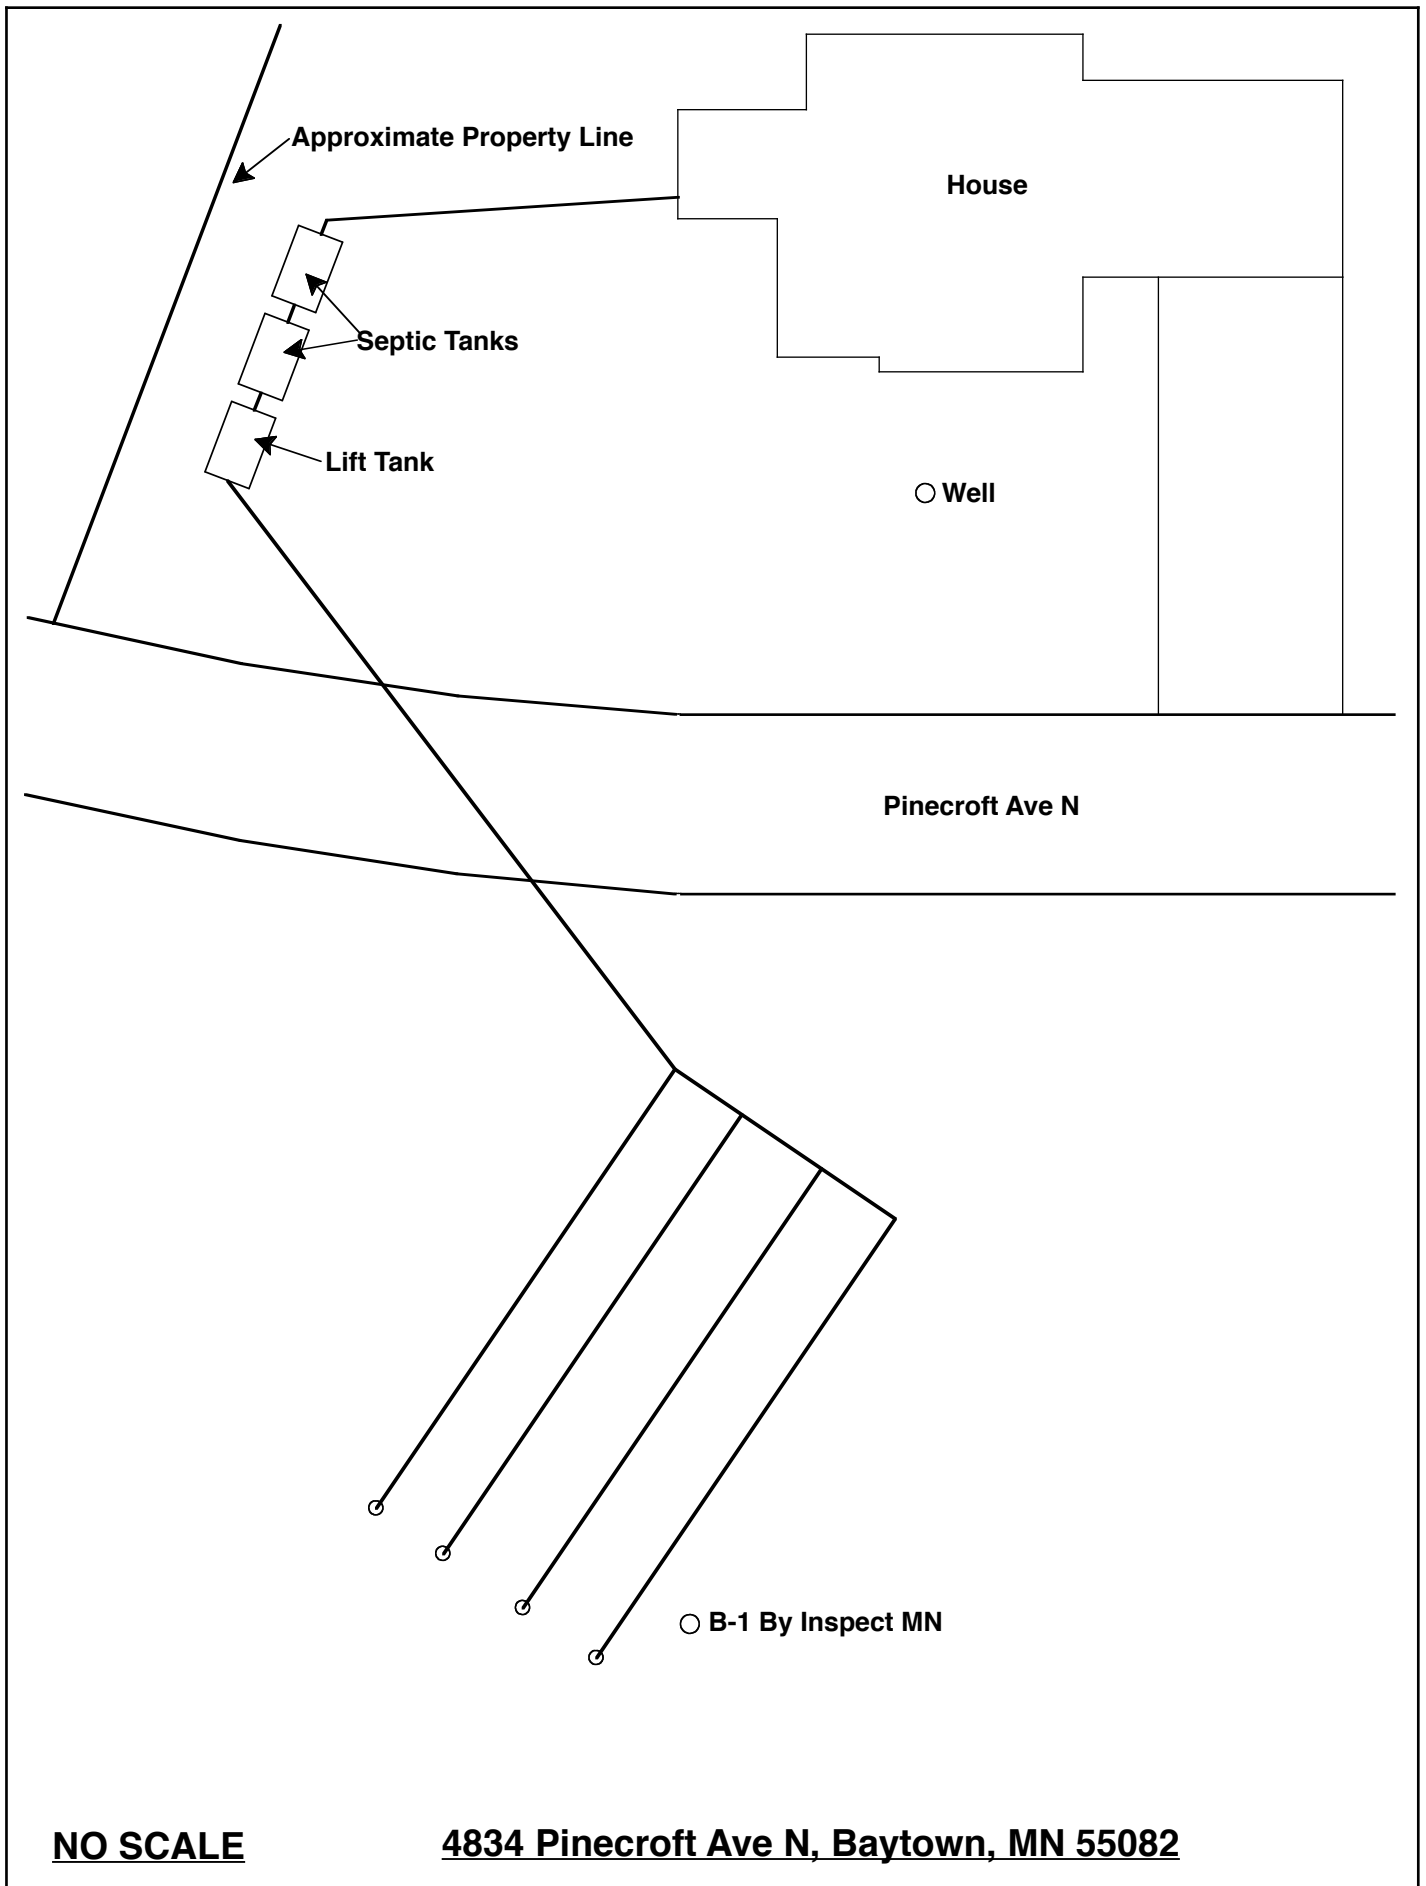 Approximate Property Line
House
Septic Tanks
Lift Tank
Well
Pinecroft Ave N
B-1 By Inspect MN
NO SCALE
4834 Pinecroft Ave N, Baytown, MN 55082